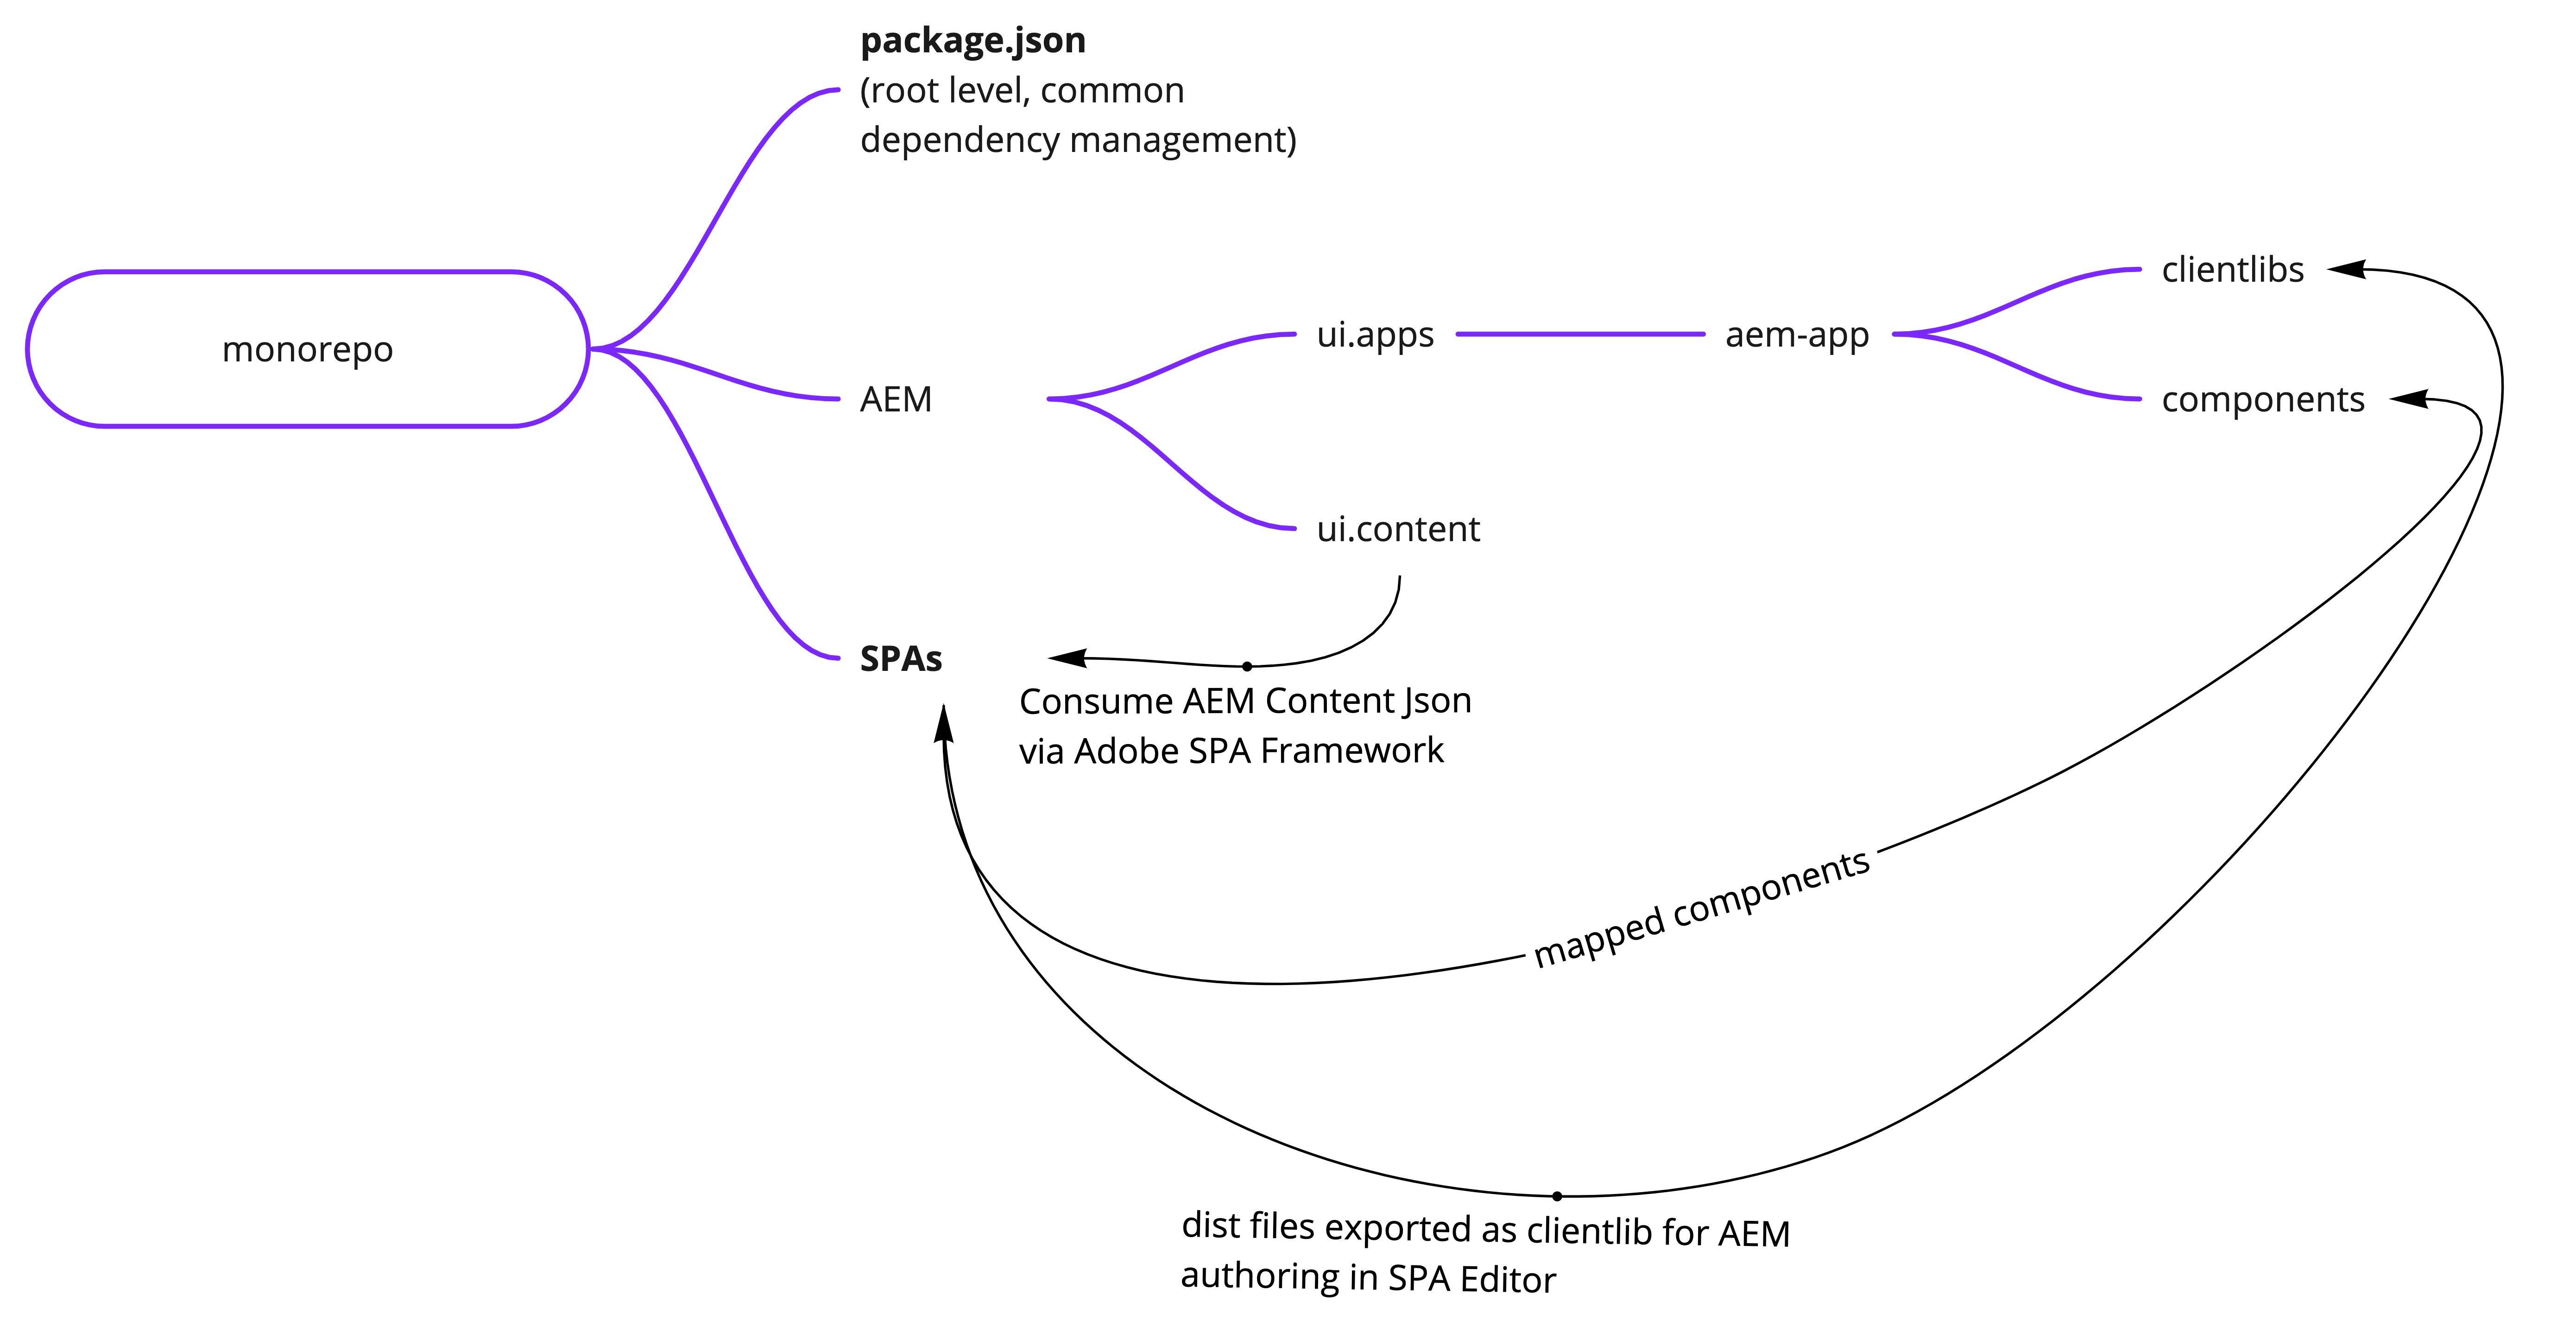 package.json
(root level, common
dependency management)
monorepo
AEM
ui.apps
aem-app
clientlibs
components
ui.content
SPAs
Consume AEM Content Json
via Adobe SPA Framework
mapped components
dist files exported as clientlib for AEM
authoring in SPA Editor